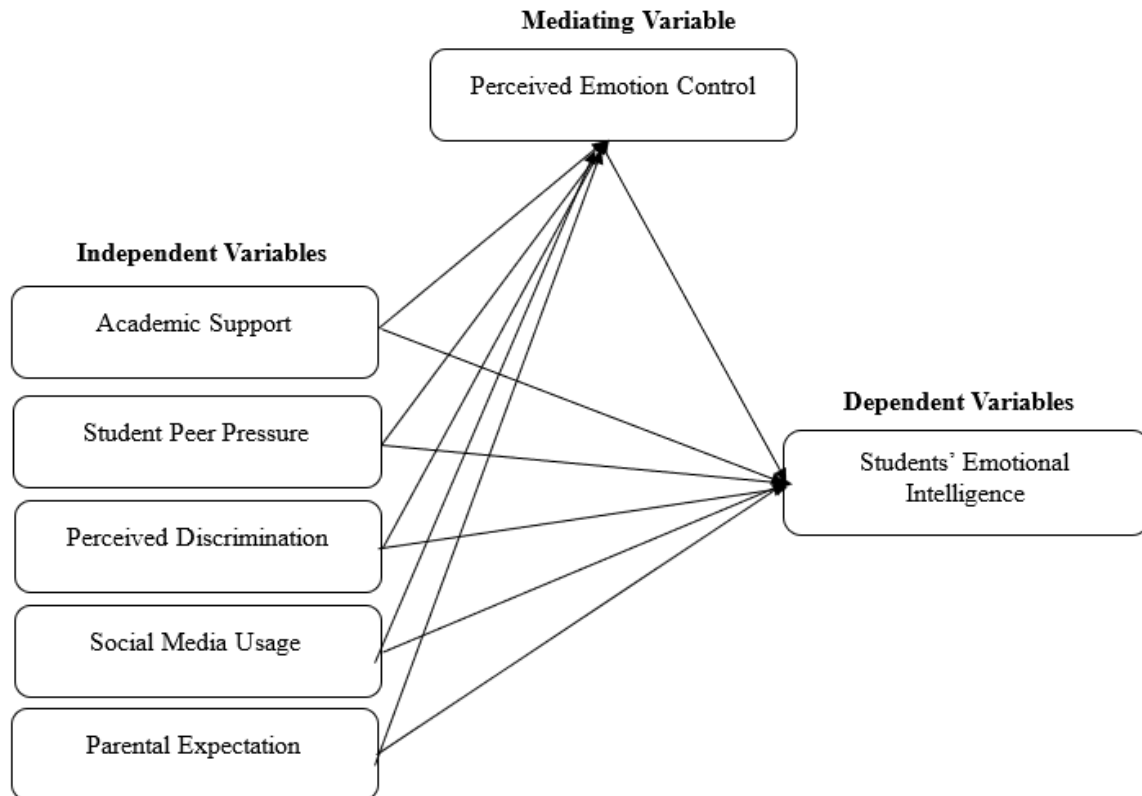 Mediating Variable
Perceived Emotion Control
Independent Variables
Academic Support
Student Peer Pressure
Perceived Discrimination
Social Media Usage
Parental Expectation
Dependent Variables
Students’ Emotional
Intelligence